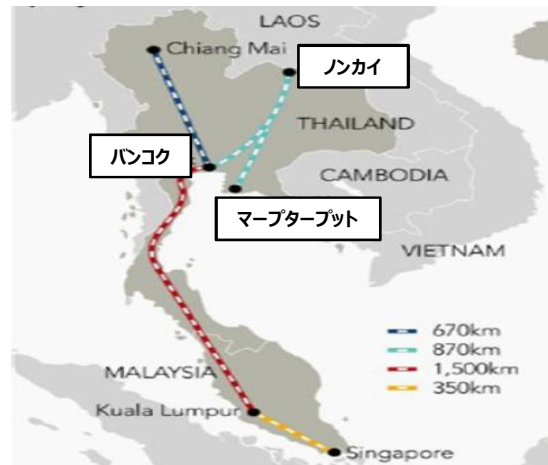 LAOS
Chiang Mai
ノンカイ
THAILAND
バンコク
CAMBODIA
マープタープット
VIETNAM
670km
870km
1,500km
350km
MALAYSIA
Kuala Lumpur
Singapore